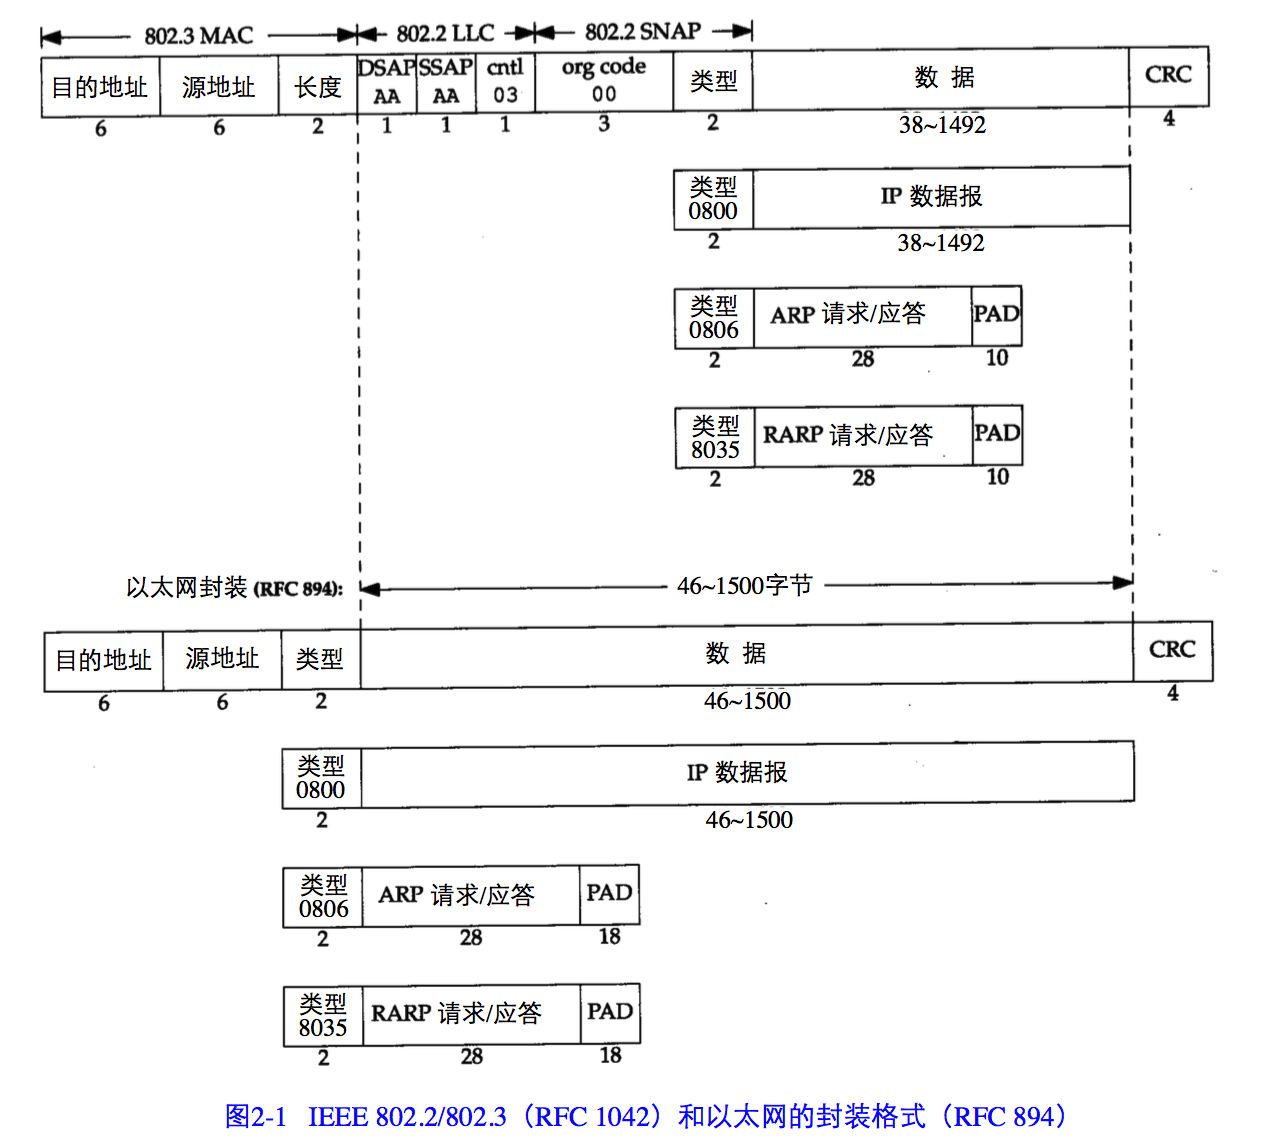 802.3 MAC 802.2 LLC 802.2 SNAP
目的地址 源地址 长度 DSAP AA SSAP AA cntl 03 org code 00 类型 数 据 CRC
6 6 2 1 1 1 3 2 38~1492 4
类型 0800 IP 数据报
2 38~1492
类型 0806 ARP 请求/应答 PAD
2 28 10
类型 8035 RARP 请求/应答 PAD
2 28 10
以太网封装 (RFC 894): 46~1500字节
目的地址 源地址 类型 数 据 CRC
6 6 2 46~1500 4
类型 0800 IP 数据报
2 46~1500
类型 0806 ARP 请求/应答 PAD
2 28 18
类型 8035 RARP 请求/应答 PAD
2 28 18
图2-1 IEEE 802.2/802.3（RFC 1042）和以太网的封装格式（RFC 894）